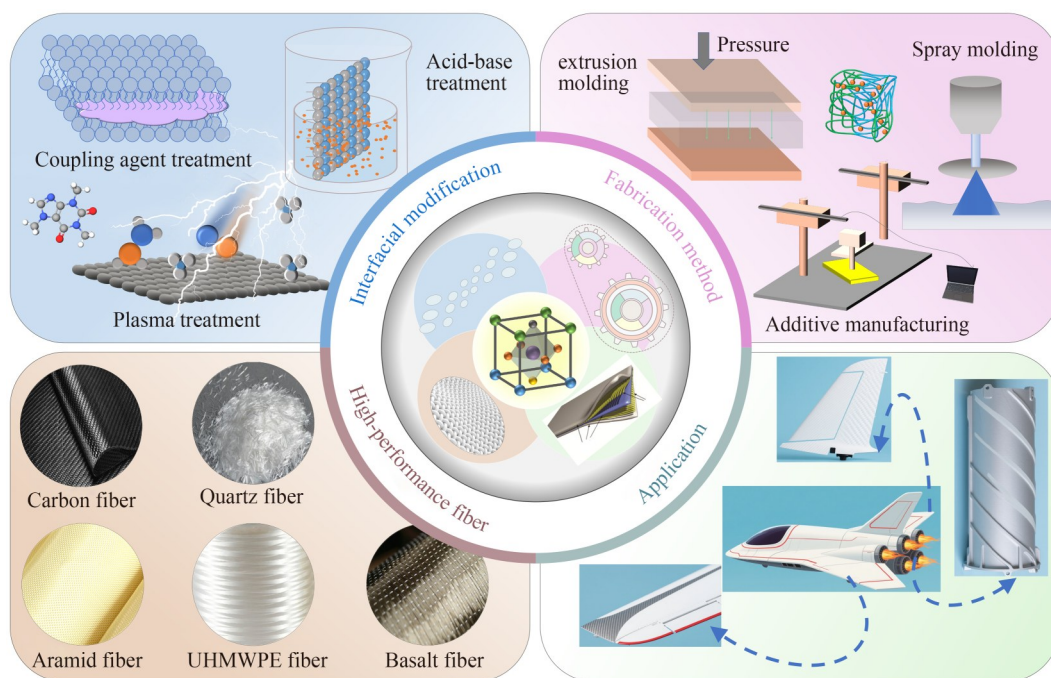 Acid-base
treatment
Coupling agent treatment
Plasma treatment
Pressure
extrusion
molding
Spray molding
Additive manufacturing
Interfacial modification
Fabrication method
High-performance fiber
Application
Carbon fiber
Quartz fiber
Aramid fiber
UHMWPE fiber
Basalt fiber